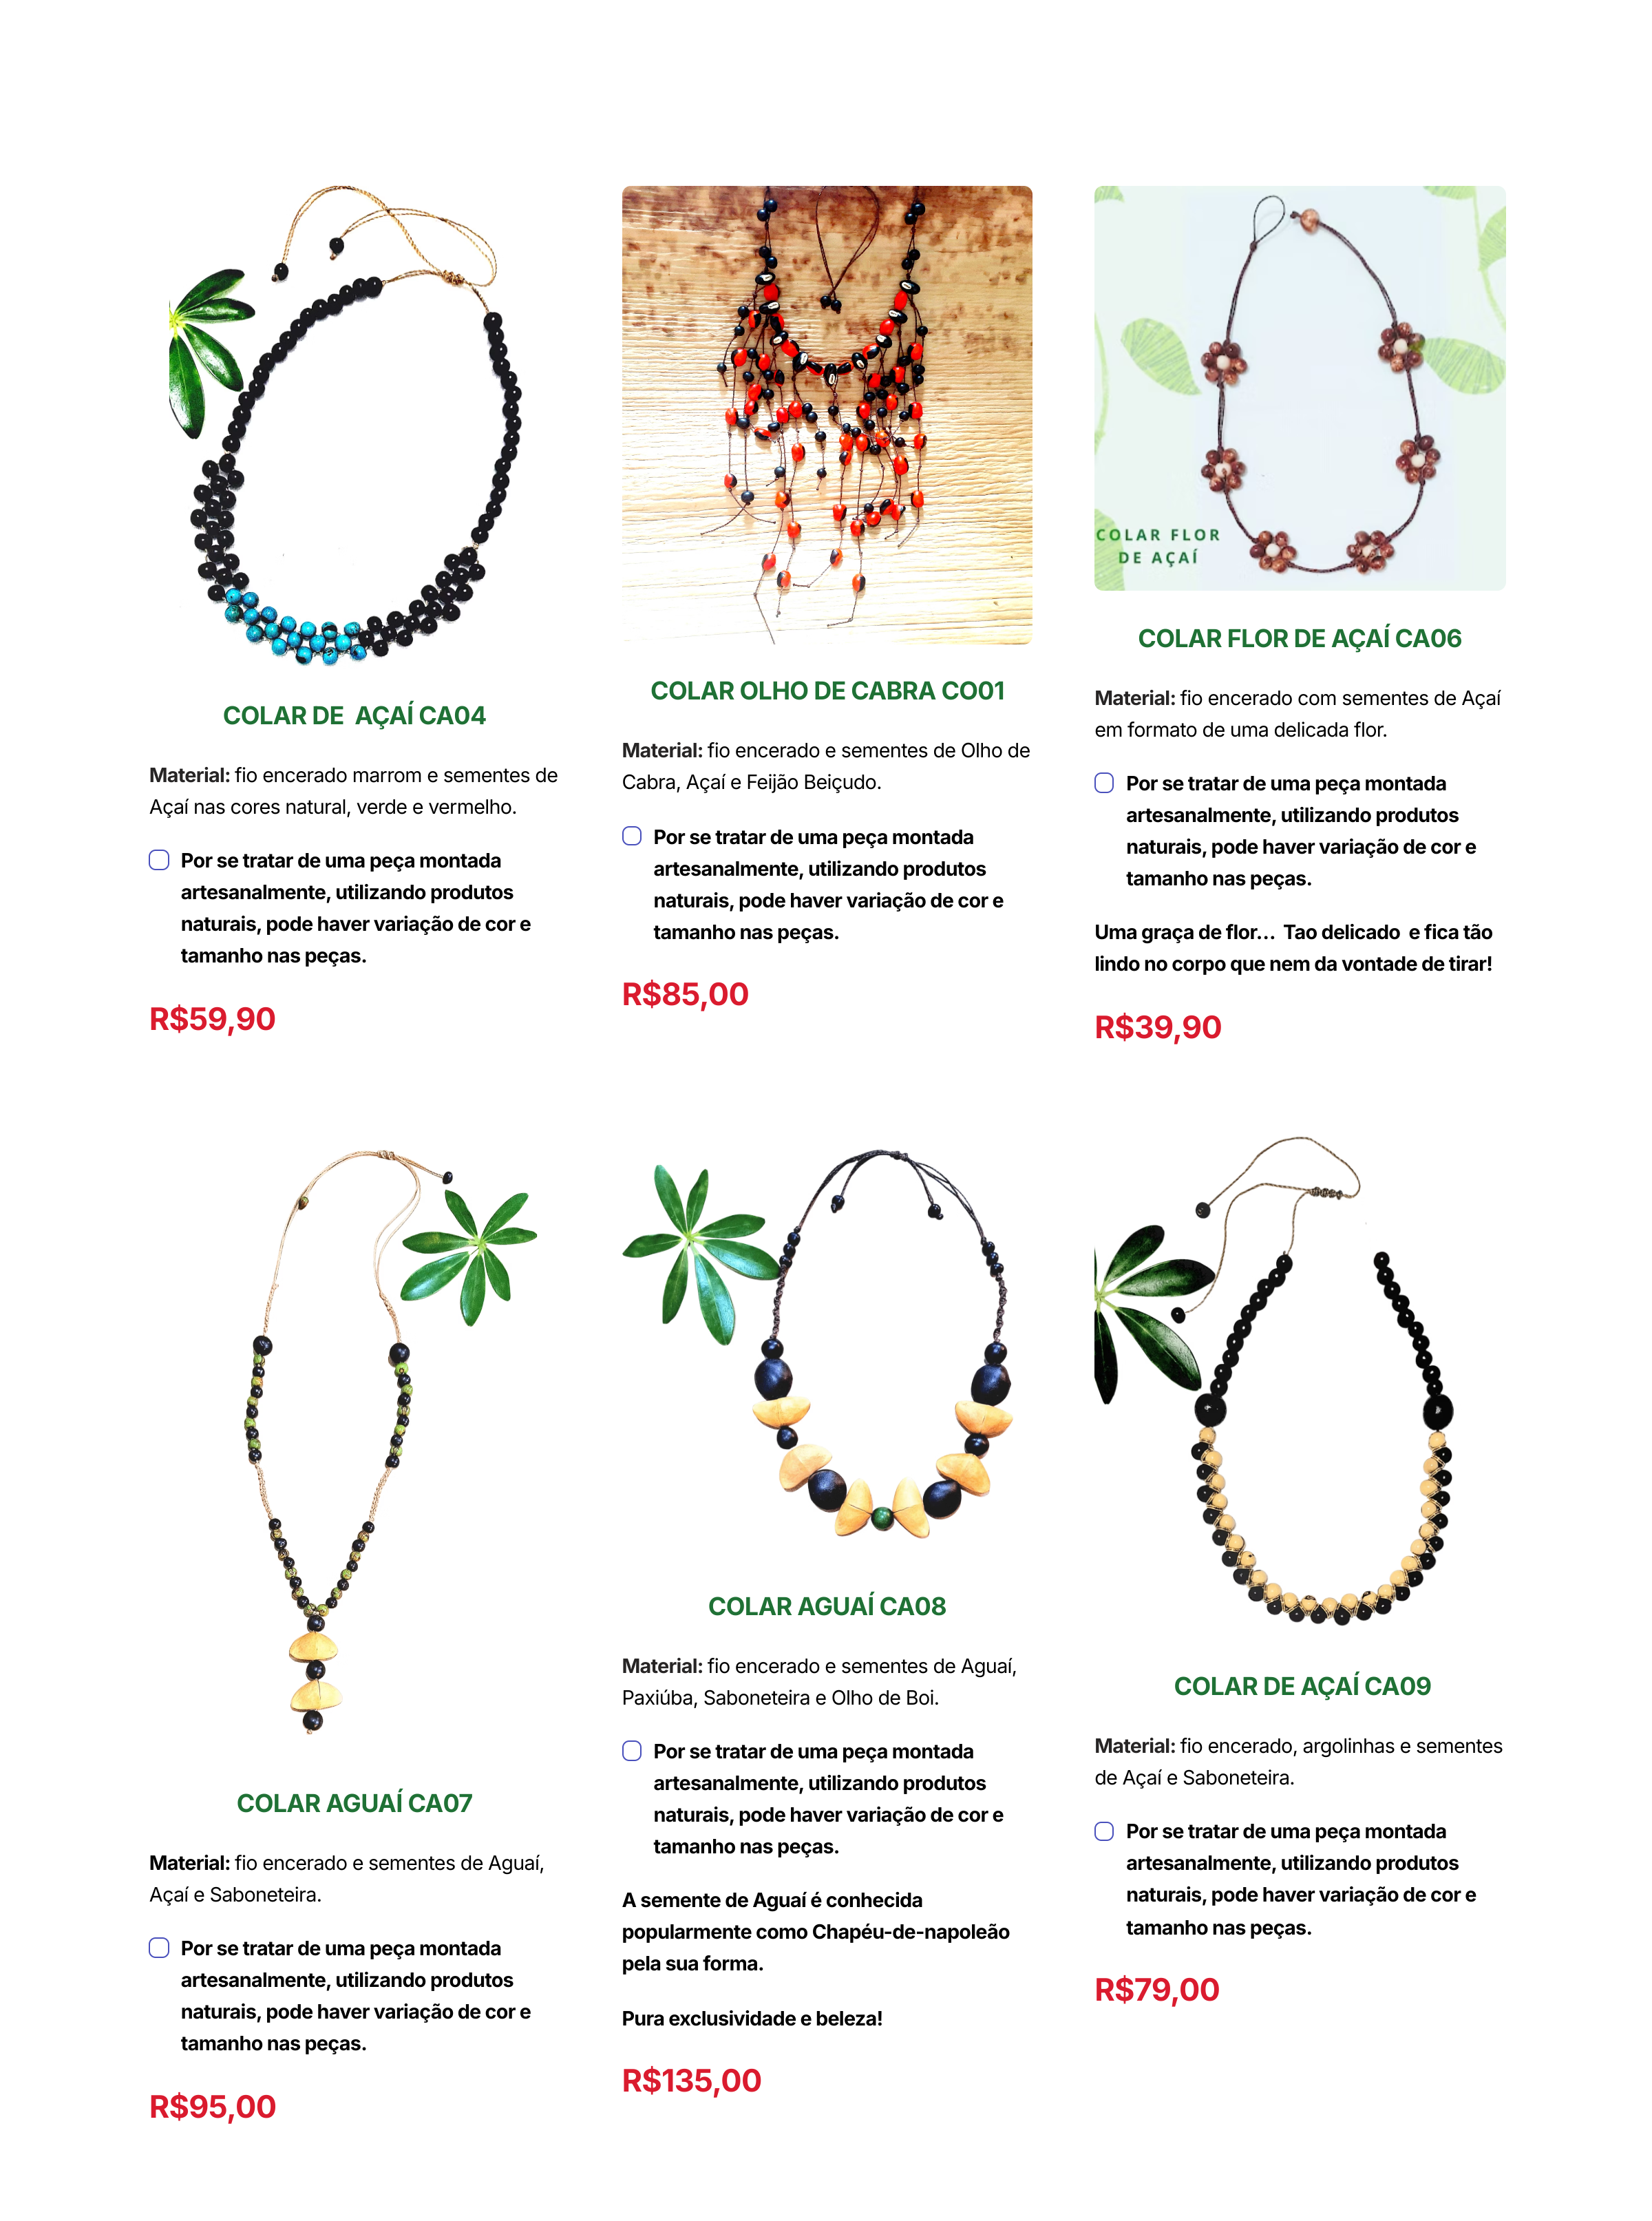 COLAR DE  AÇAÍ CA04
Material: fio encerado marrom e sementes de
Açaí nas cores natural, verde e vermelho.
Por se tratar de uma peça montada
artesanalmente, utilizando produtos
naturais, pode haver variação de cor e
tamanho nas peças.
R$59,90
COLAR OLHO DE CABRA CO01
Material: fio encerado e sementes de Olho de
Cabra, Açaí e Feijão Beiçudo.
Por se tratar de uma peça montada
artesanalmente, utilizando produtos
naturais, pode haver variação de cor e
tamanho nas peças.
R$85,00
COLAR FLOR
DE AÇAÍ
COLAR FLOR DE AÇAÍ CA06
Material: fio encerado com sementes de Açaí
em formato de uma delicada flor.
Por se tratar de uma peça montada
artesanalmente, utilizando produtos
naturais, pode haver variação de cor e
tamanho nas peças.
Uma graça de flor...  Tao delicado  e fica tão
lindo no corpo que nem da vontade de tirar!
R$39,90
COLAR AGUAÍ CA07
Material: fio encerado e sementes de Aguaí,
Açaí e Saboneteira.
Por se tratar de uma peça montada
artesanalmente, utilizando produtos
naturais, pode haver variação de cor e
tamanho nas peças.
R$95,00
COLAR AGUAÍ CA08
Material: fio encerado e sementes de Aguaí,
Paxiúba, Saboneteira e Olho de Boi.
Por se tratar de uma peça montada
artesanalmente, utilizando produtos
naturais, pode haver variação de cor e
tamanho nas peças.
A semente de Aguaí é conhecida
popularmente como Chapéu-de-napoleão
pela sua forma.
Pura exclusividade e beleza!
R$135,00
COLAR DE AÇAÍ CA09
Material: fio encerado, argolinhas e sementes
de Açaí e Saboneteira.
Por se tratar de uma peça montada
artesanalmente, utilizando produtos
naturais, pode haver variação de cor e
tamanho nas peças.
R$79,00